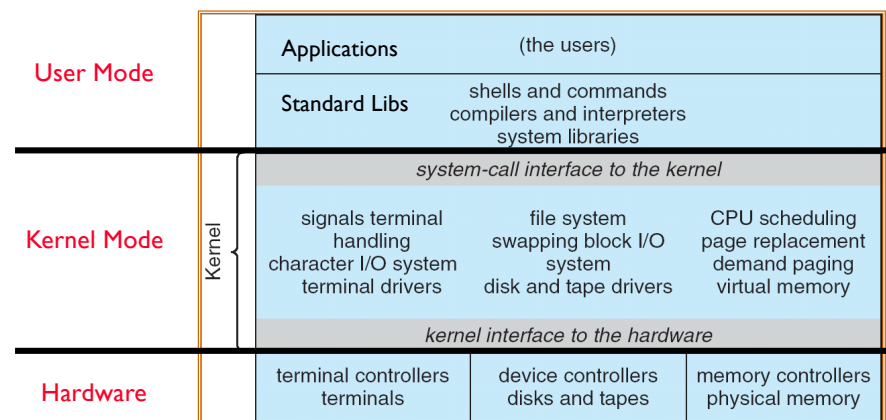 User Mode
Applications
(the users)
Standard Libs
shells and commands
compilers and interpreters
system libraries
Kernel Mode
Kernel
system-call interface to the kernel
signals terminal
handling
character I/O system
terminal drivers
file system
swapping block I/O
system
disk and tape drivers
CPU scheduling
page replacement
demand paging
virtual memory
kernel interface to the hardware
Hardware
terminal controllers
terminals
device controllers
disks and tapes
memory controllers
physical memory